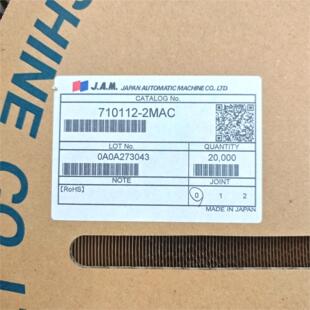 J.A.M. JAPAN AUTOMATIC MACHINE CO., LTD
CATALOG No.
710112-2MAC
LOT No. QUANTITY
0A0A273043 20,000
NOTE JOINT
[RoHS] 0 1 2
MADE IN JAPAN
CHINE CO.,